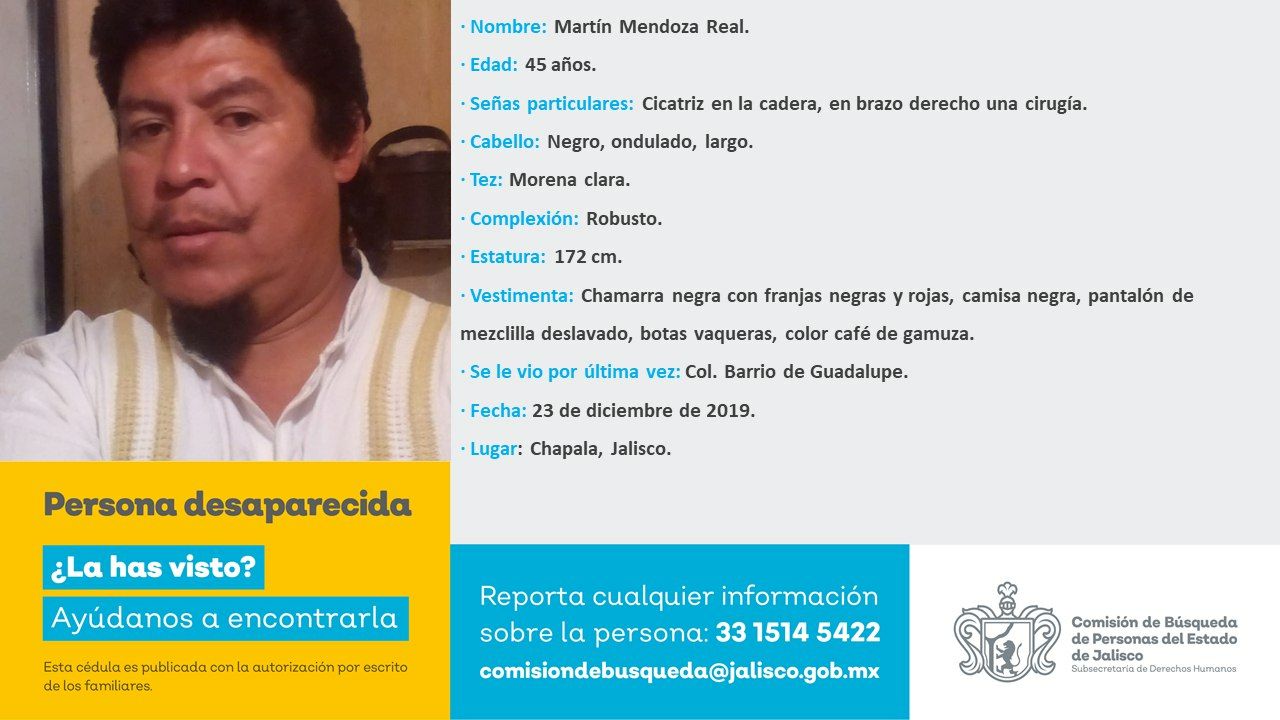 · Nombre: Martín Mendoza Real.
· Edad: 45 años.
· Señas particulares: Cicatriz en la cadera, en brazo derecho una cirugía.
· Cabello: Negro, ondulado, largo.
· Tez: Morena clara.
· Complexión: Robusto.
· Estatura: 172 cm.
· Vestimenta: Chamarra negra con franjas negras y rojas, camisa negra, pantalón de
mezclilla deslavado, botas vaqueras, color café de gamuza.
· Se le vio por última vez: Col. Barrio de Guadalupe.
· Fecha: 23 de diciembre de 2019.
· Lugar: Chapala, Jalisco.
Persona desaparecida
¿La has visto?
Ayúdanos a encontrarla
Esta cédula es publicada con la autorización por escrito
de los familiares.
Reporta cualquier información
sobre la persona: 33 1514 5422
comisiondebusqueda@jalisco.gob.mx
Comisión de Búsqueda
de Personas del Estado
de Jalisco
Subsecretaría de Derechos Humanos